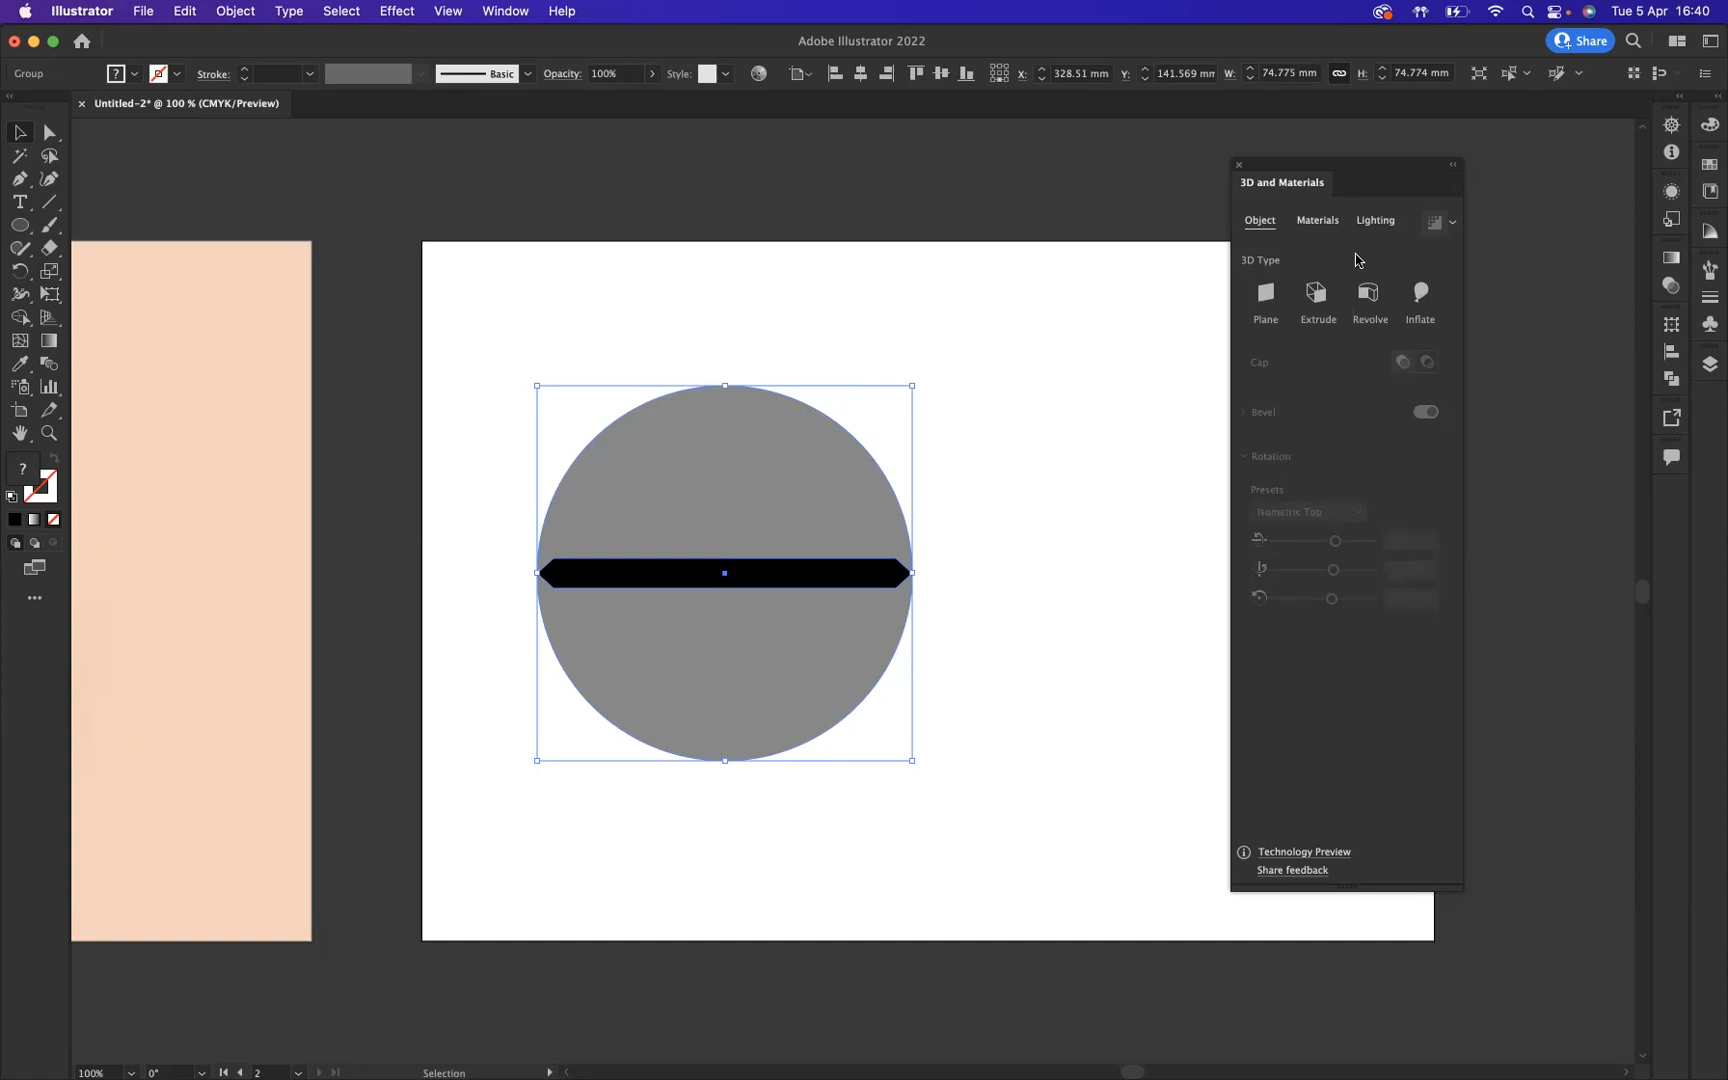 Illustrator File Edit Object Type Select Effect View Window Help Tue 5 Apr 16:40
Adobe Illustrator 2022 Share
Group ? Stroke: Basic Opacity: 100% Style: X: 328.51 mm Y: 141.569 mm W: 74.775 mm H: 74.774 mm
× Untitled-2* @ 100 % (CMYK/Preview)
3D and Materials
Object Materials Lighting
3D Type
Plane Extrude Revolve Inflate
Cap
Bevel
Rotation
?
Presets
Isometric Top
Technology Preview
Share feedback
100% 0° 2 Selection